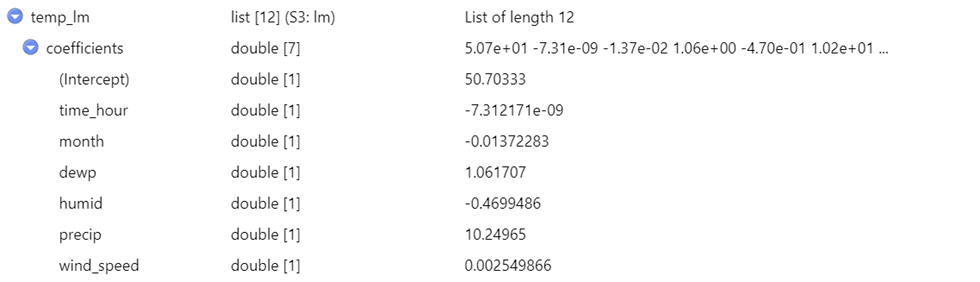 temp_lm list [12] (S3: lm) List of length 12
coefficients double [7] 5.07e+01 -7.31e-09 -1.37e-02 1.06e+00 -4.70e-01 1.02e+01 ...
(Intercept) double [1] 50.70333
time_hour double [1] -7.312171e-09
month double [1] -0.01372283
dewp double [1] 1.061707
humid double [1] -0.4699486
precip double [1] 10.24965
wind_speed double [1] 0.002549866